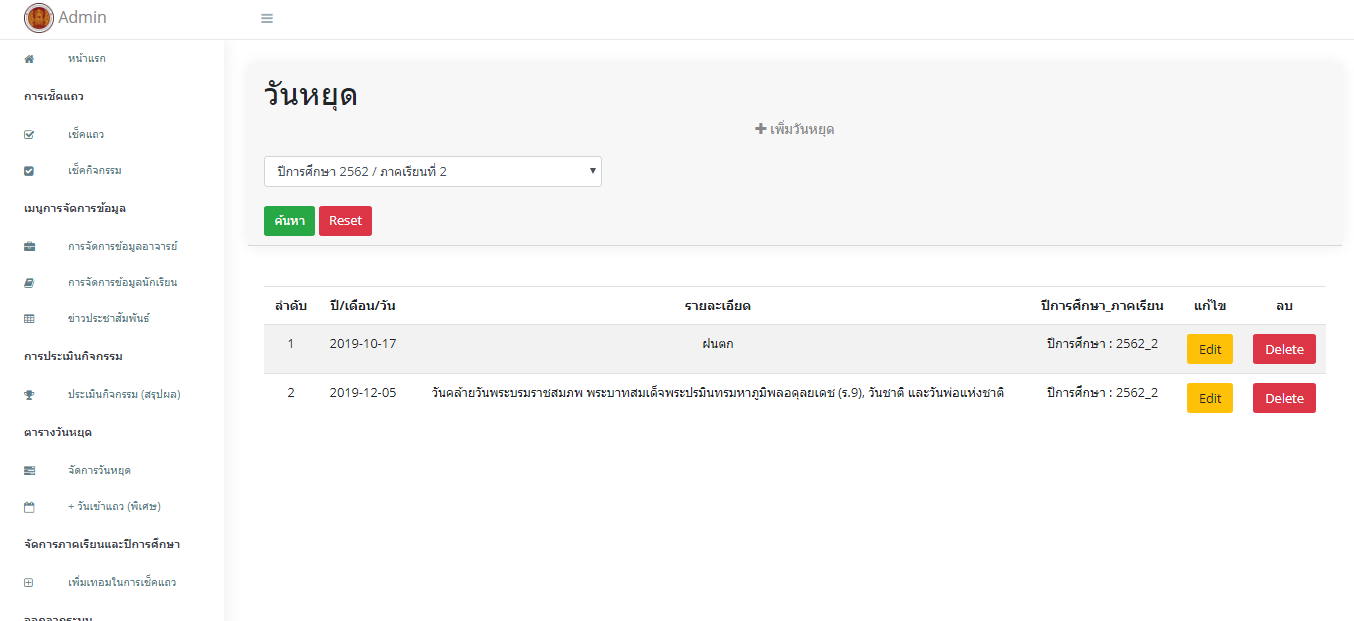 Admin
หน้าแรก
การเช็คแถว
เช็คแถว
เช็คกิจกรรม
เมนูการจัดการข้อมูล
การจัดการข้อมูลอาจารย์
การจัดการข้อมูลนักเรียน
ข่าวประชาสัมพันธ์
การประเมินกิจกรรม
ประเมินกิจกรรม (สรุปผล)
ตารางวันหยุด
จัดการวันหยุด
+ วันเข้าแถว (พิเศษ)
จัดการภาคเรียนและปีการศึกษา
เพิ่มเทอมในการเช็คแถว
ออกจากระบบ
วันหยุด
+ เพิ่มวันหยุด
ปีการศึกษา 2562 / ภาคเรียนที่ 2
ค้นหา Reset
ลำดับ ปี/เดือน/วัน รายละเอียด ปีการศึกษา_ภาคเรียน แก้ไข ลบ
1 2019-10-17 ฝนตก ปีการศึกษา : 2562_2 Edit Delete
2 2019-12-05 วันคล้ายวันพระบรมราชสมภพ พระบาทสมเด็จพระปรมินทรมหาภูมิพลอดุลยเดช (ร.9), วันชาติ และวันพ่อแห่งชาติ ปีการศึกษา : 2562_2 Edit Delete